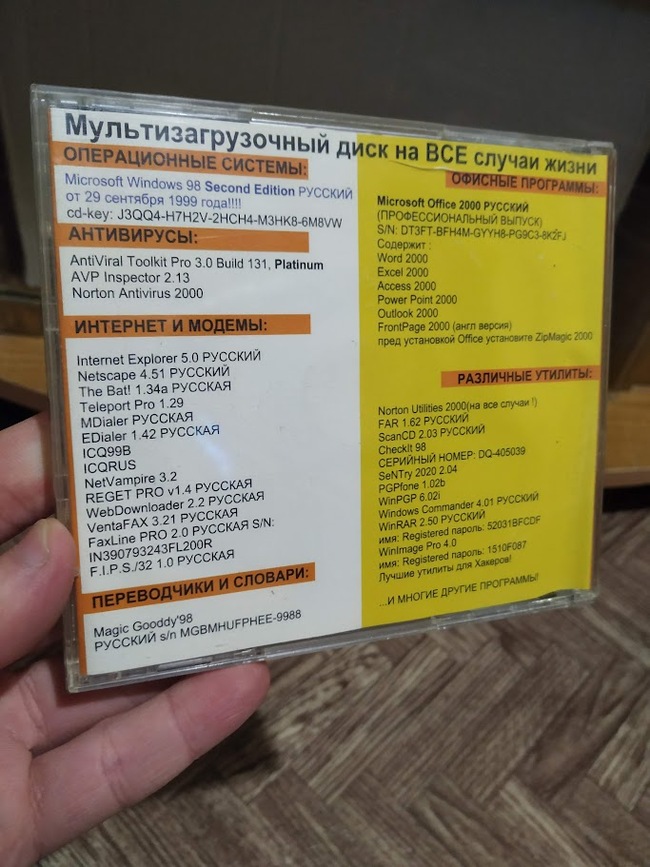 Мультизагрузочный диск на ВСЕ случаи жизни
ОПЕРАЦИОННЫЕ СИСТЕМЫ:
Microsoft Windows 98 Second Edition РУССКИЙ
от 29 сентября 1999 года!!!!
cd-key: J3QQ4-H7H2V-2HCH4-M3HK8-6M8VW
АНТИВИРУСЫ:
AntiViral Toolkit Pro 3.0 Build 131, Platinum
AVP Inspector 2.13
Norton Antivirus 2000
ИНТЕРНЕТ И МОДЕМЫ:
Internet Explorer 5.0 РУССКИЙ
Netscape 4.51 РУССКИЙ
The Bat! 1.34a РУССКАЯ
Teleport Pro 1.29
MDialer РУССКАЯ
EDialer 1.42 РУССКАЯ
ICQ99B
ICQRUS
NetVampire 3.2
REGET PRO v1.4 РУССКАЯ
WebDownloader 2.2 РУССКАЯ
VentaFAX 3.21 РУССКАЯ
FaxLine PRO 2.0 РУССКАЯ S/N:
IN390793243FL200R
F.I.P.S./32 1.0 РУССКАЯ
ПЕРЕВОДЧИКИ И СЛОВАРИ:
Magic Gooddy'98
РУССКИЙ s/n MGBMHUFPHEE-9988
ОФИСНЫЕ ПРОГРАММЫ:
Microsoft Office 2000 РУССКИЙ
(ПРОФЕССИОНАЛЬНЫЙ ВЫПУСК)
S/N: DT3FT-BFH4M-GYYH8-PG9C3-8K2FJ
Содержит :
Word 2000
Excel 2000
Access 2000
Power Point 2000
Outlook 2000
FrontPage 2000 (англ версия)
пред установкой Office установите ZipMagic 2000
РАЗЛИЧНЫЕ УТИЛИТЫ:
Norton Utilities 2000(на все случаи !)
FAR 1.62 РУССКИЙ
ScanCD 2.03 РУССКИЙ
CheckIt 98
СЕРИЙНЫЙ НОМЕР: DQ-405039
SeNTry 2020 2.04
PGPfone 1.02b
WinPGP 6.02i
Windows Commander 4.01 РУССКИЙ
WinRAR 2.50 РУССКИЙ
имя: Registered пароль: 52031BFCDF
WinImage Pro 4.0
имя: Registered пароль: 1510F087
Лучшие утилиты для Хакеров!
...И МНОГИЕ ДРУГИЕ ПРОГРАММЫ!